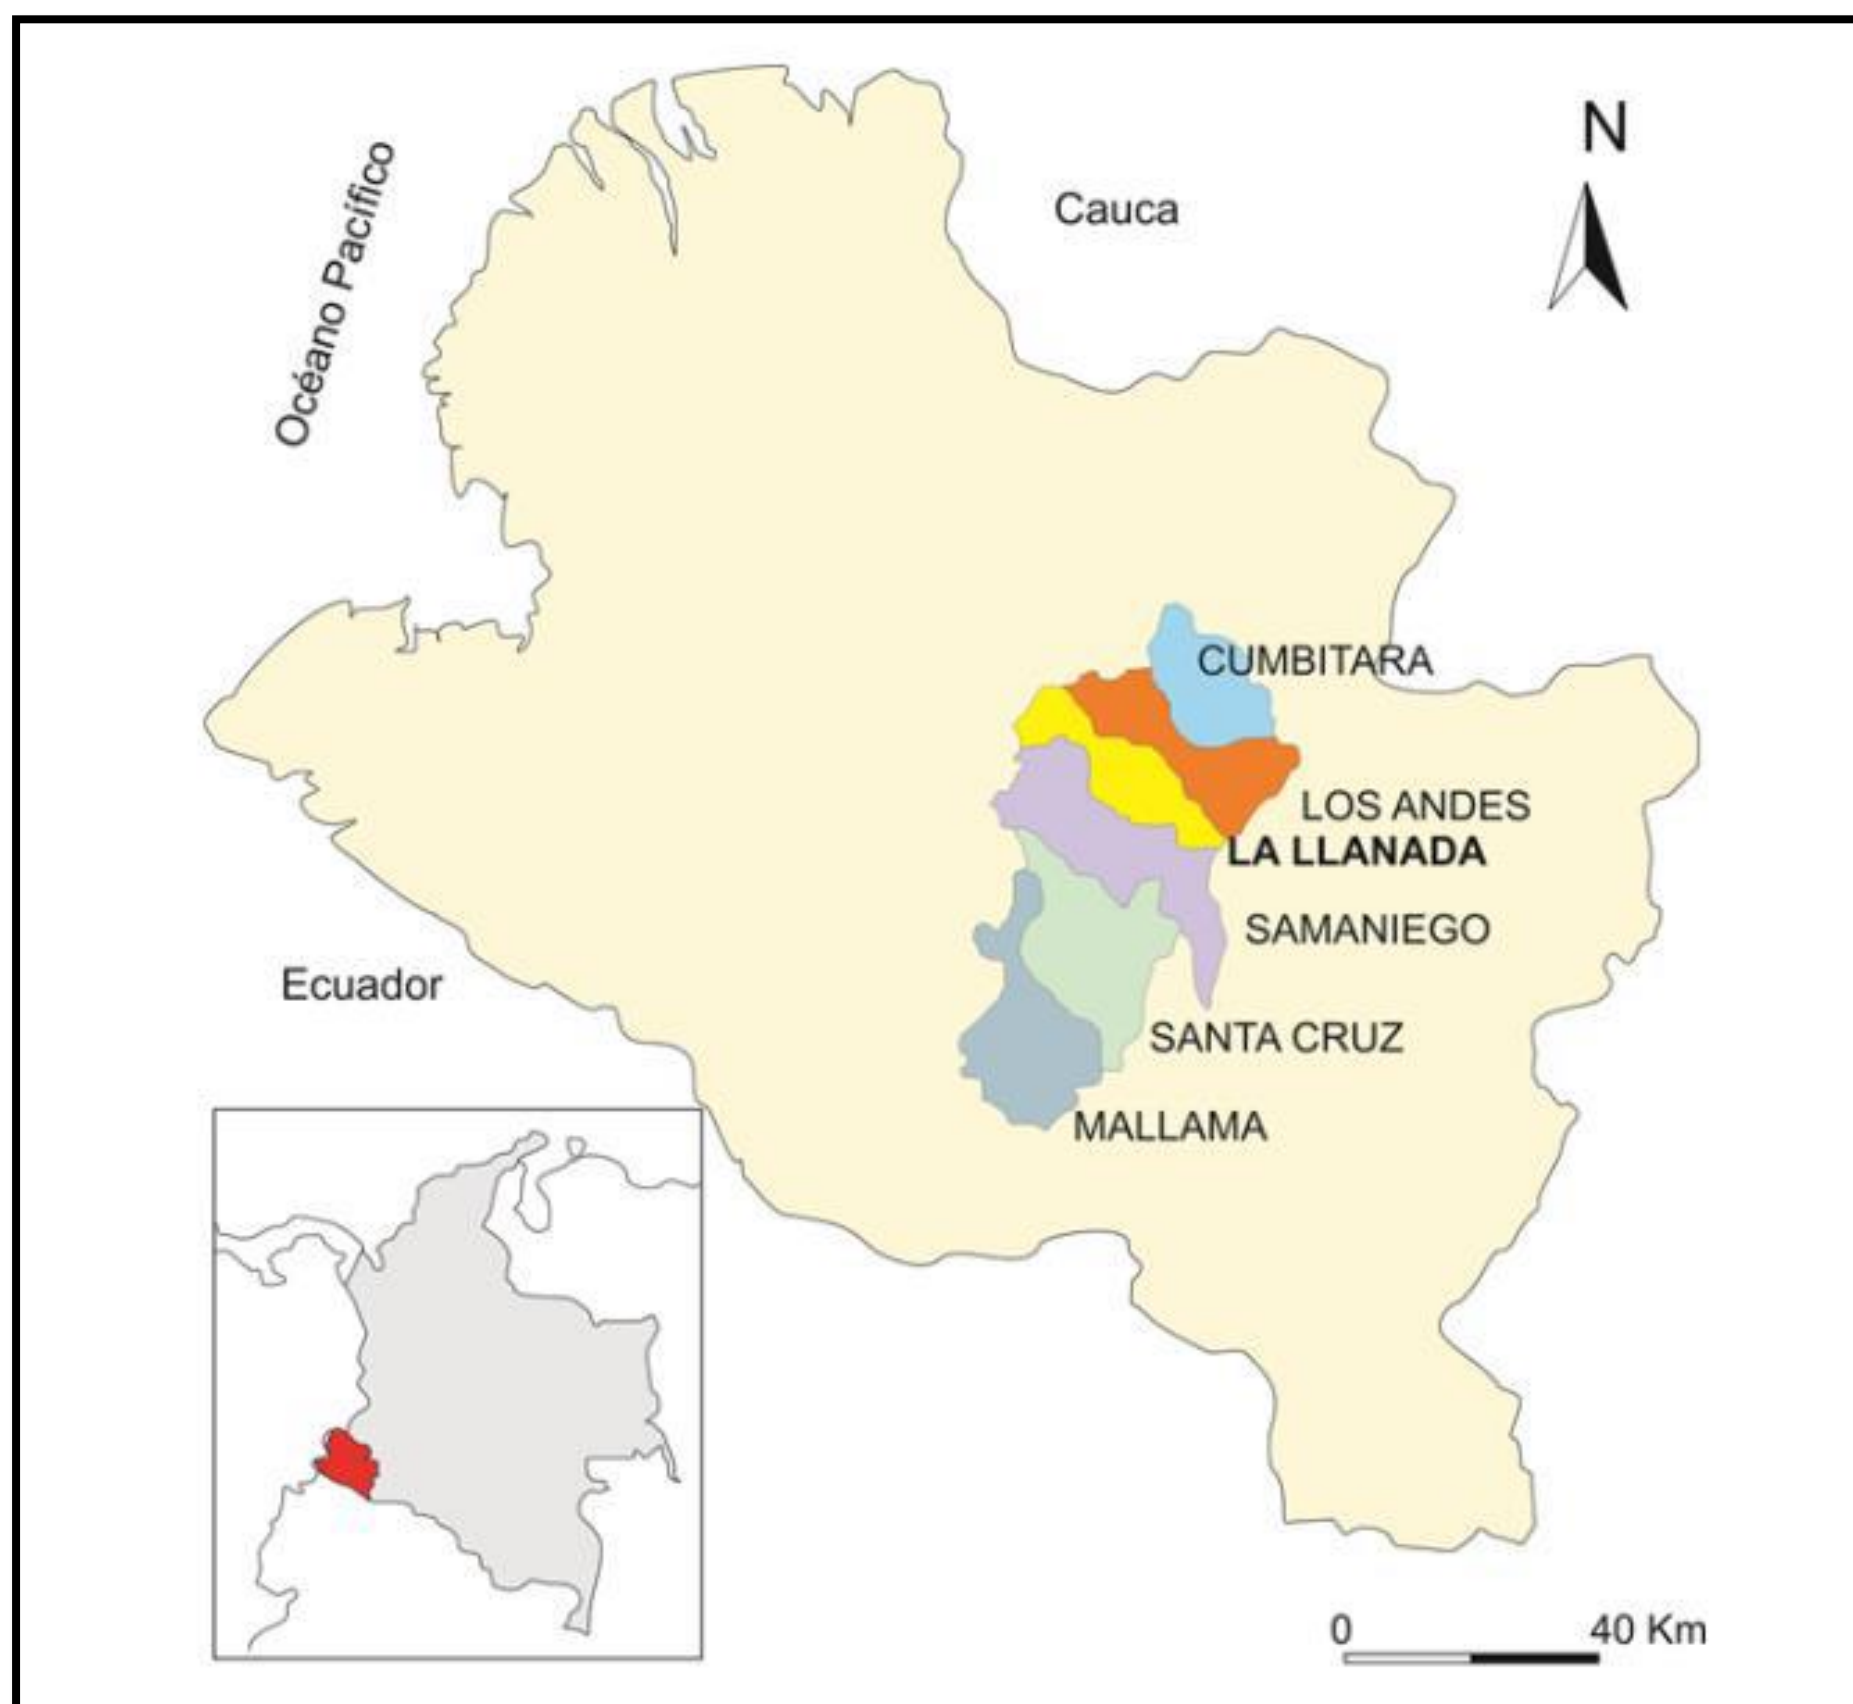 N
Océano Pacífico
Cauca
CUMBITARA
LOS ANDES
LA LLANADA
SAMANIEGO
Ecuador
SANTA CRUZ
MALLAMA
0 40 Km